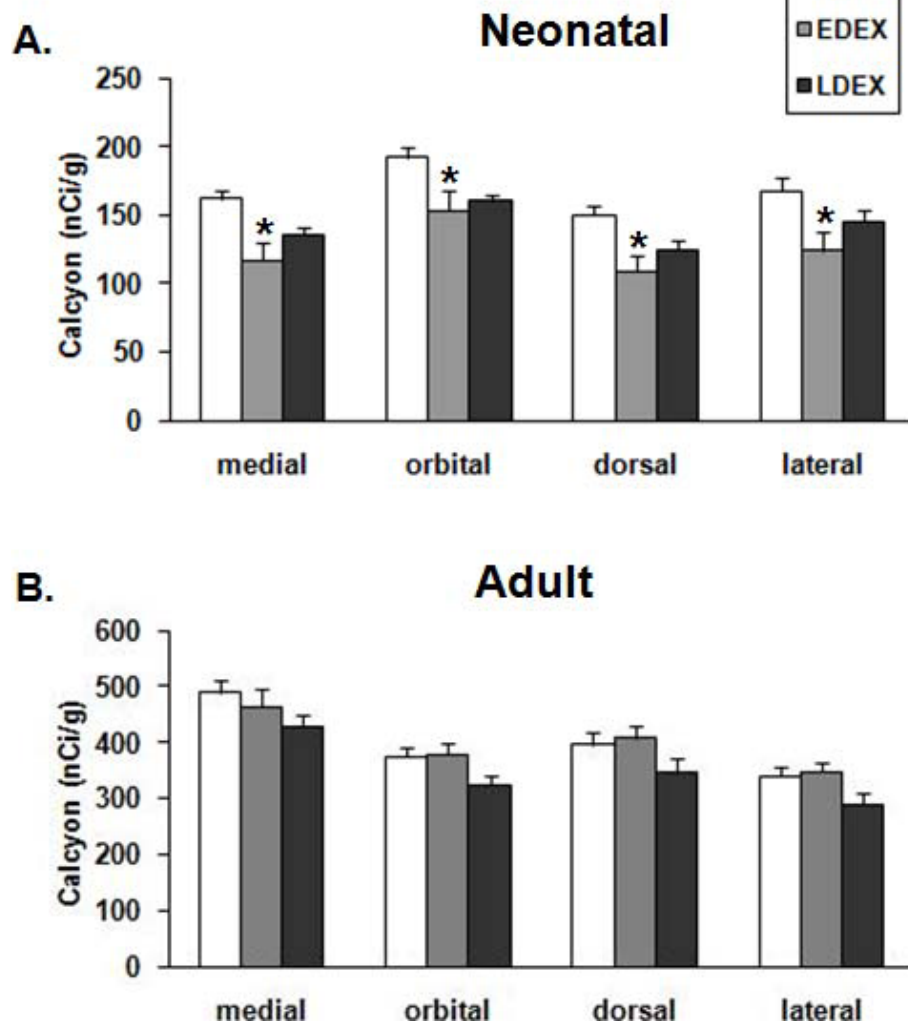 A.
Neonatal
EDEX
LDEX
Calcyon (nCi/g)
250
200
150
100
50
0
*
*
*
*
medial orbital dorsal lateral
B.
Adult
Calcyon (nCi/g)
600
500
400
300
200
100
0
medial orbital dorsal lateral